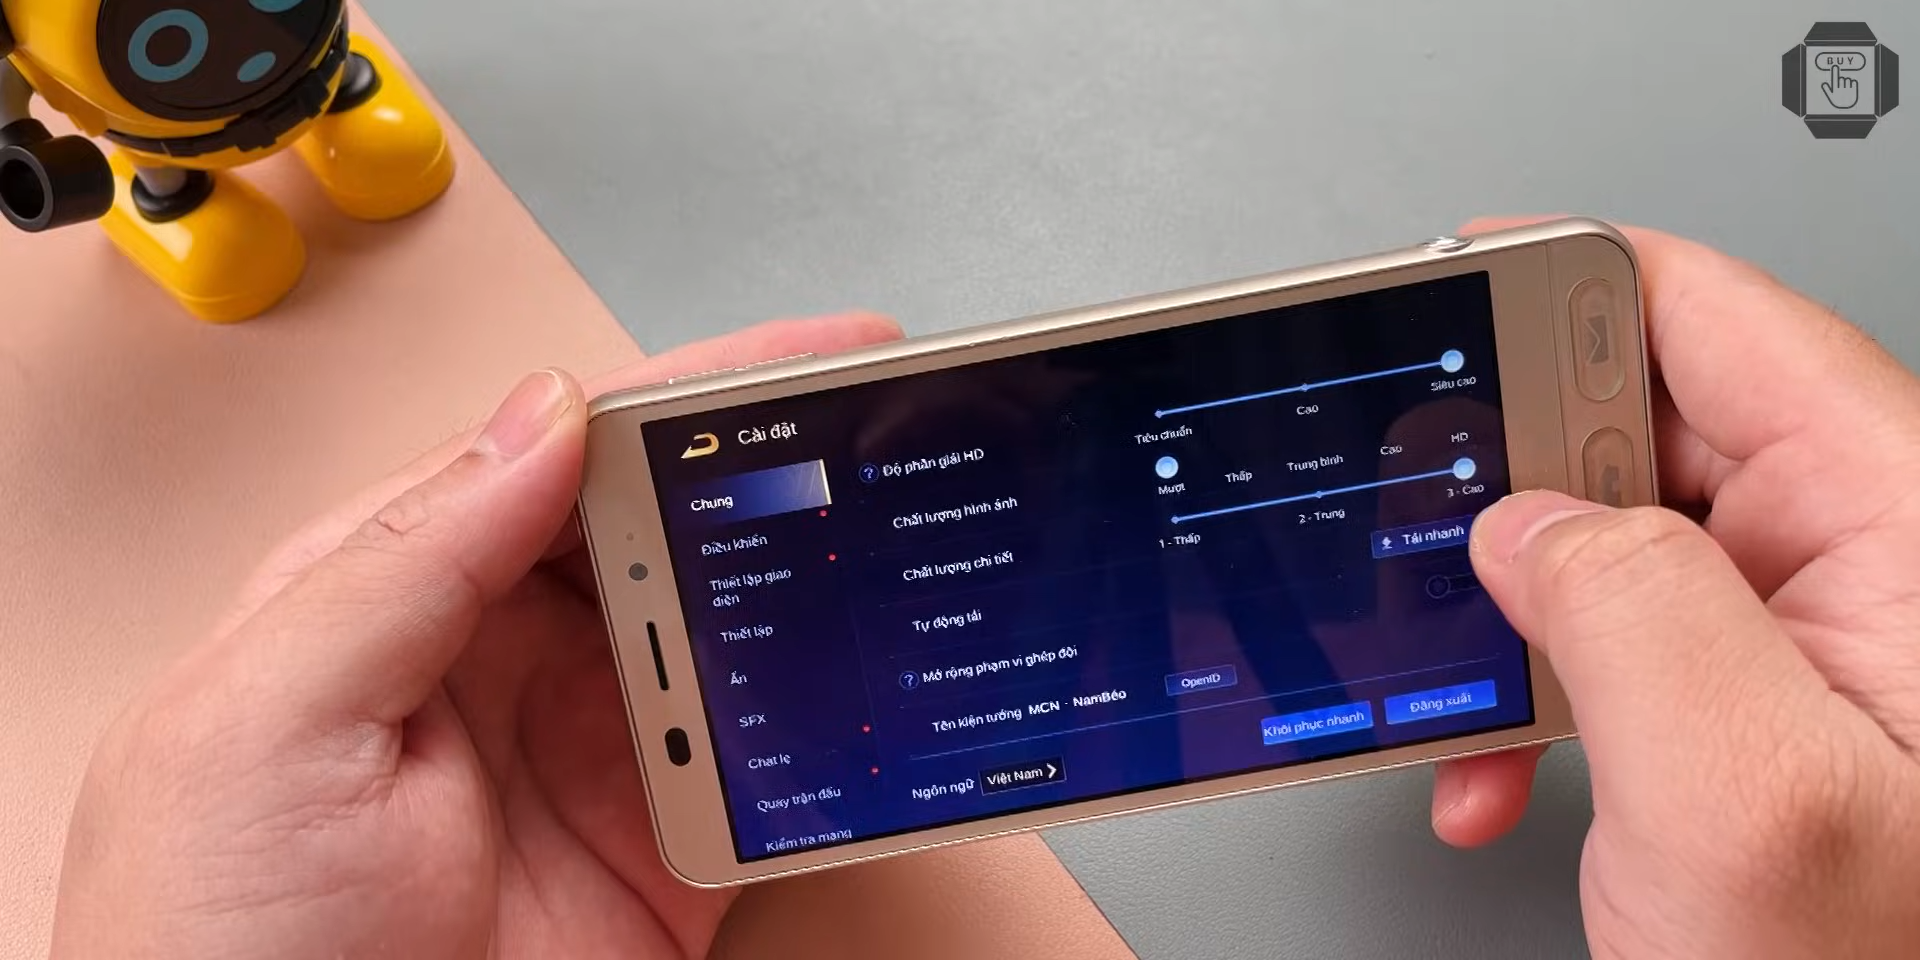 BUY
Cài đặt
Chung
Điều khiển
Thiết lập giao
diện
Thiết lập
Ẩn
SFX
Chat lẹ
Quay trận đấu
Kiểm tra mạng
? Độ phân giải HD
Tiêu chuẩn
Cao
Siêu cao
Chất lượng hình ảnh
Mượt
Thấp
Trung bình
Cao
HD
Chất lượng chi tiết
1 - Thấp
2 - Trung
3 - Cao
Tự động tải
Tải nhanh
? Mở rộng phạm vi ghép đội
Tên kiện tướng MCN - NamBéo
OpenID
Khôi phục nhanh
Đăng xuất
Ngôn ngữ
Việt Nam >